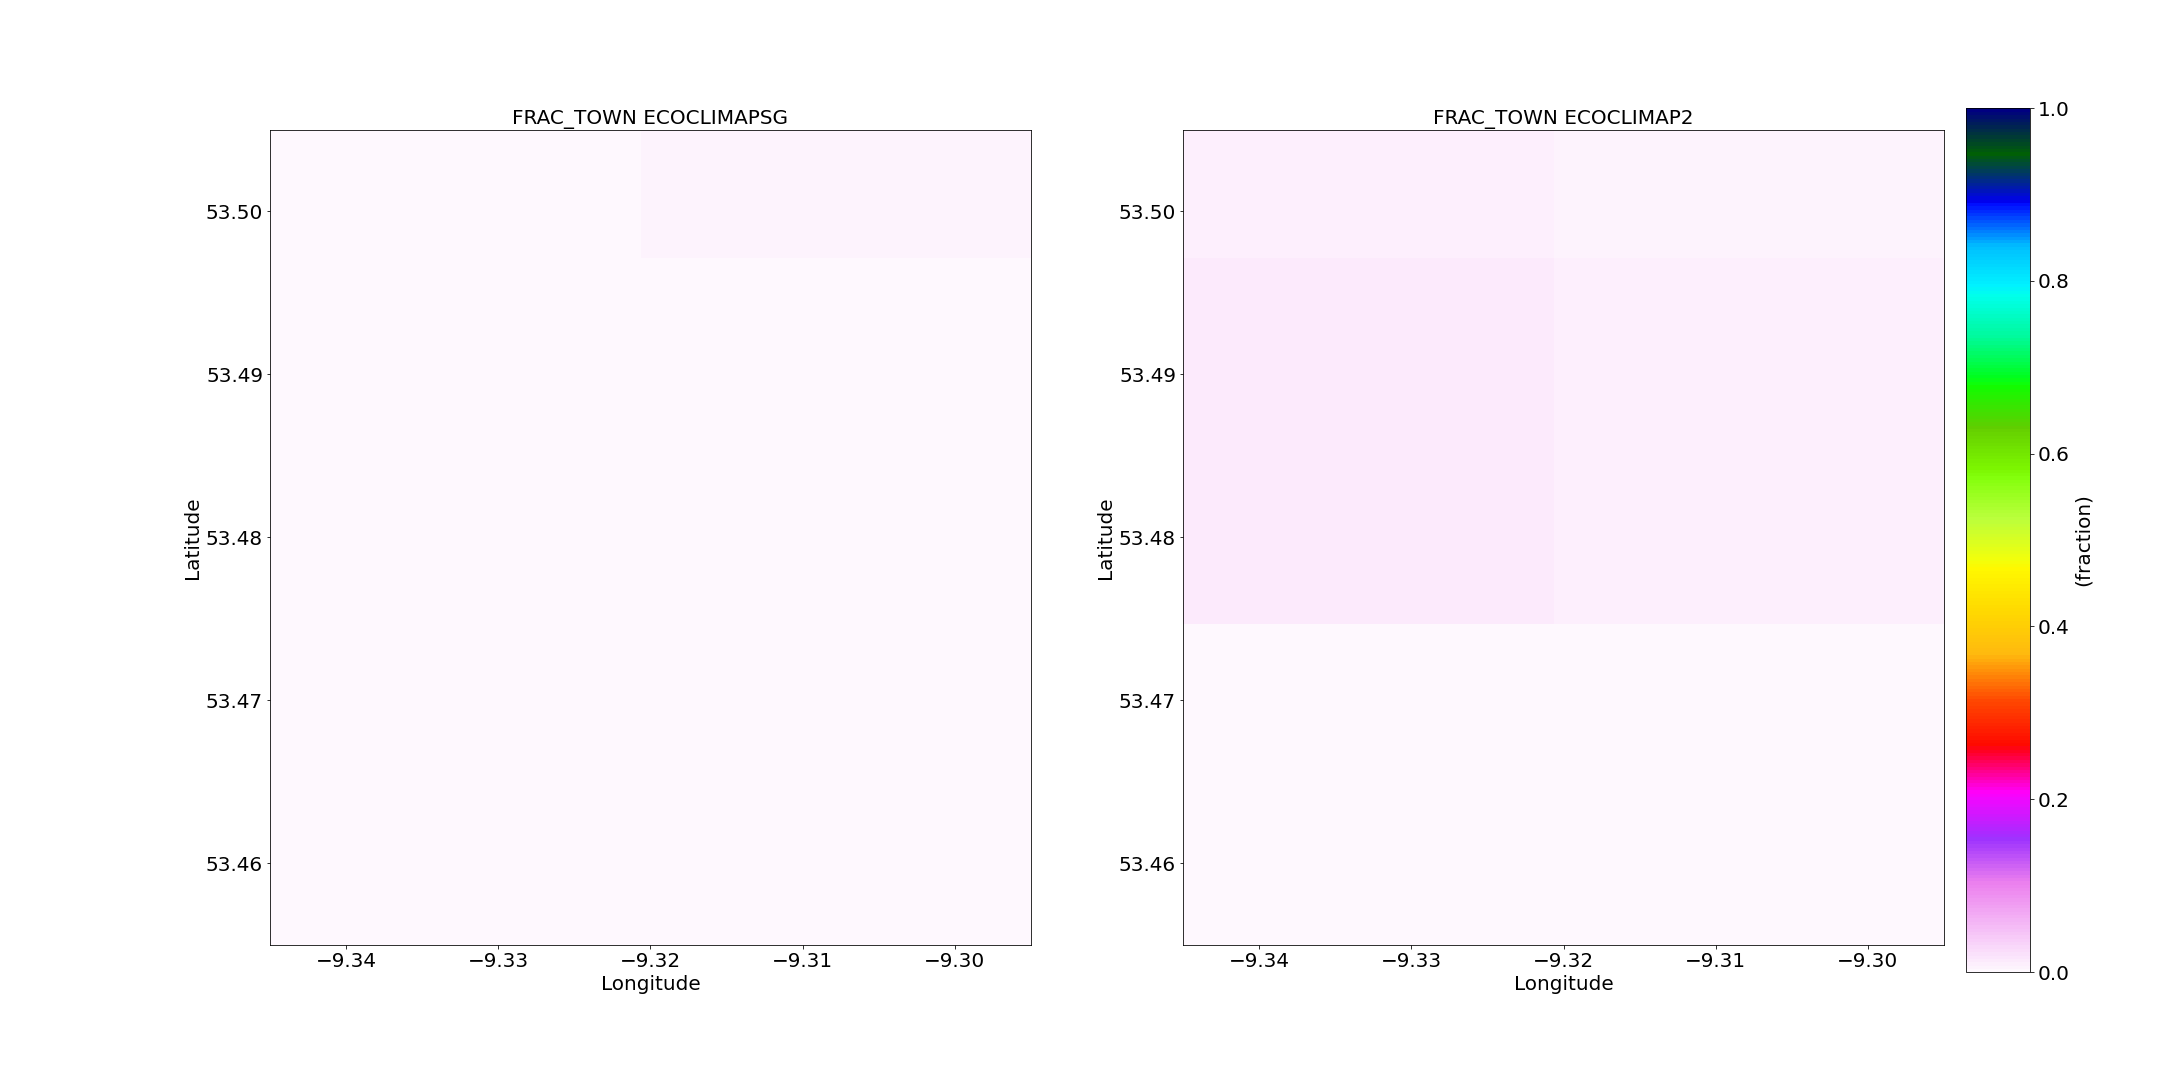 FRAC_TOWN ECOCLIMAPSG
53.50
53.49
53.48
53.47
53.46
Latitude
−9.34 −9.33 −9.32 −9.31 −9.30
Longitude
FRAC_TOWN ECOCLIMAP2
53.50
53.49
53.48
53.47
53.46
Latitude
−9.34 −9.33 −9.32 −9.31 −9.30
Longitude
1.0
0.8
0.6
0.4
0.2
0.0
(fraction)